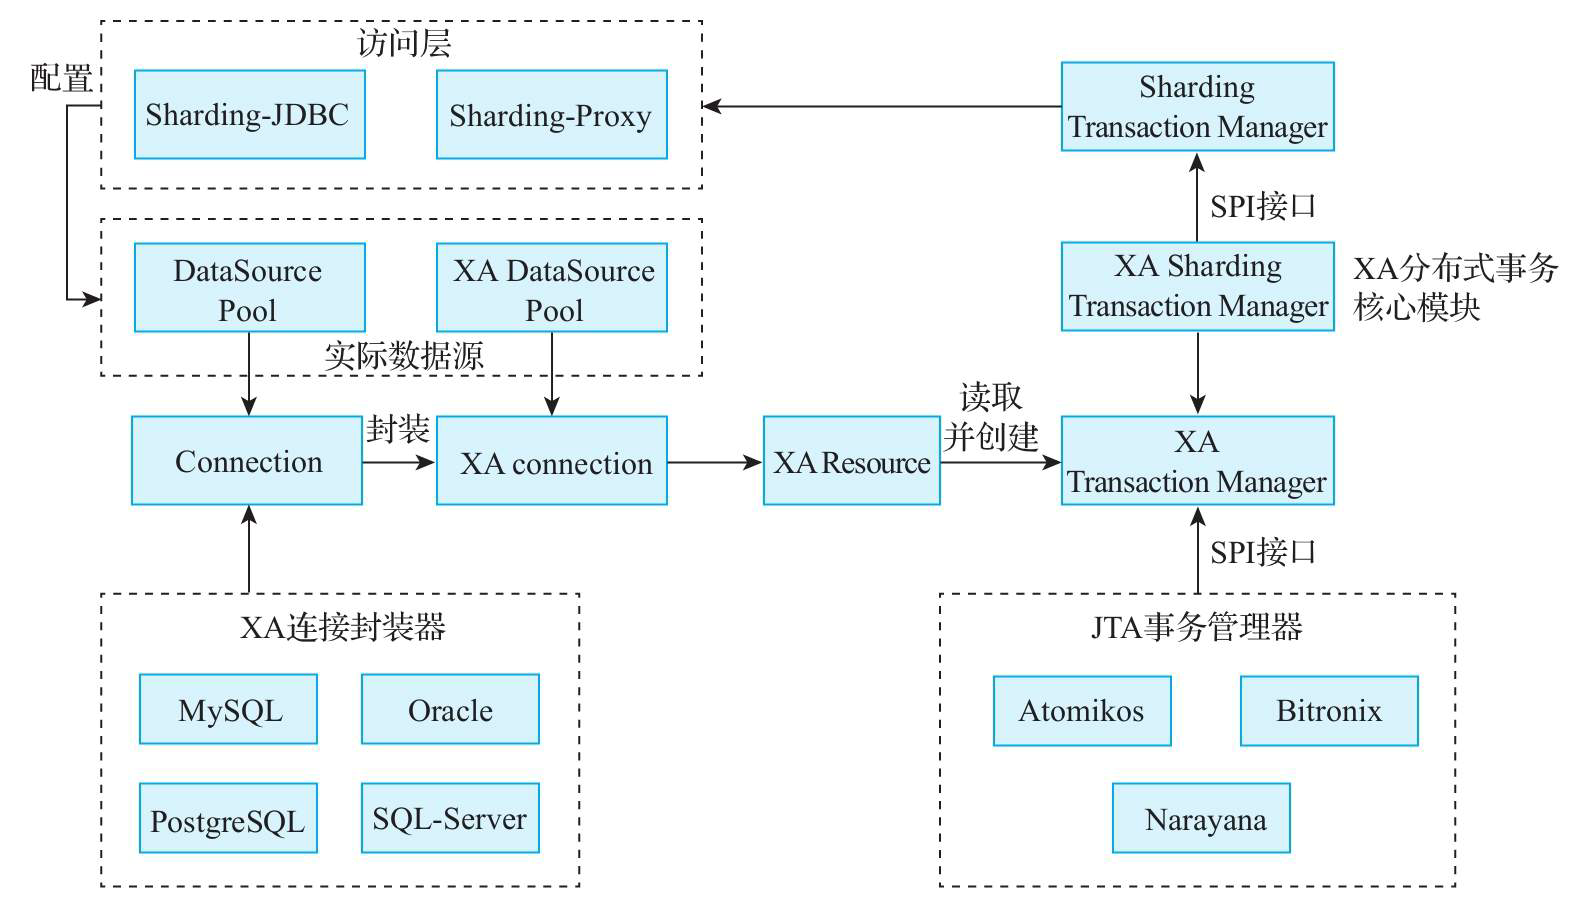 访问层
配置
Sharding-JDBC
Sharding-Proxy
Sharding
Transaction Manager
SPI接口
DataSource
Pool
XA DataSource
Pool
实际数据源
XA Sharding
Transaction Manager
XA分布式事务
核心模块
Connection
封装
XA connection
XA Resource
读取
并创建
XA
Transaction Manager
SPI接口
XA连接封装器
MySQL
Oracle
PostgreSQL
SQL-Server
JTA事务管理器
Atomikos
Bitronix
Narayana